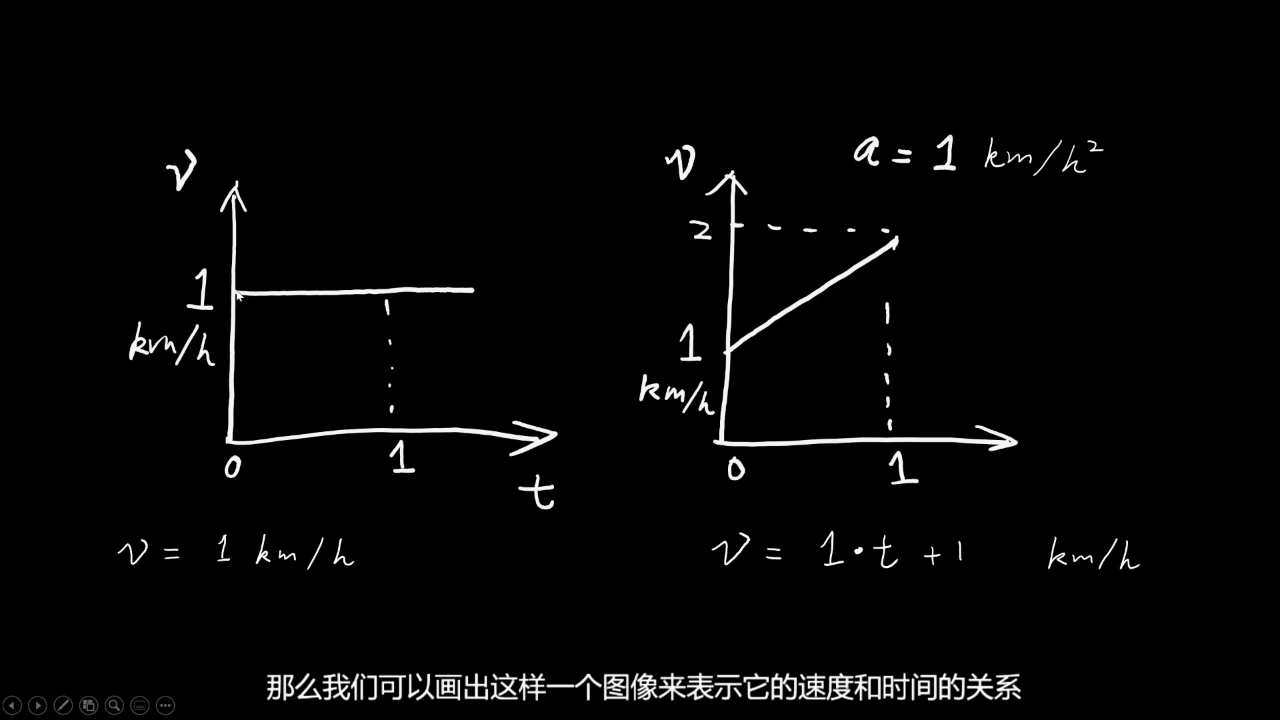 v
1
km/h
0
1
t
v = 1 km/h
v
a = 1 km/h²
2
1
km/h
0
1
v = 1·t +1 km/h
那么我们可以画出这样一个图像来表示它的速度和时间的关系